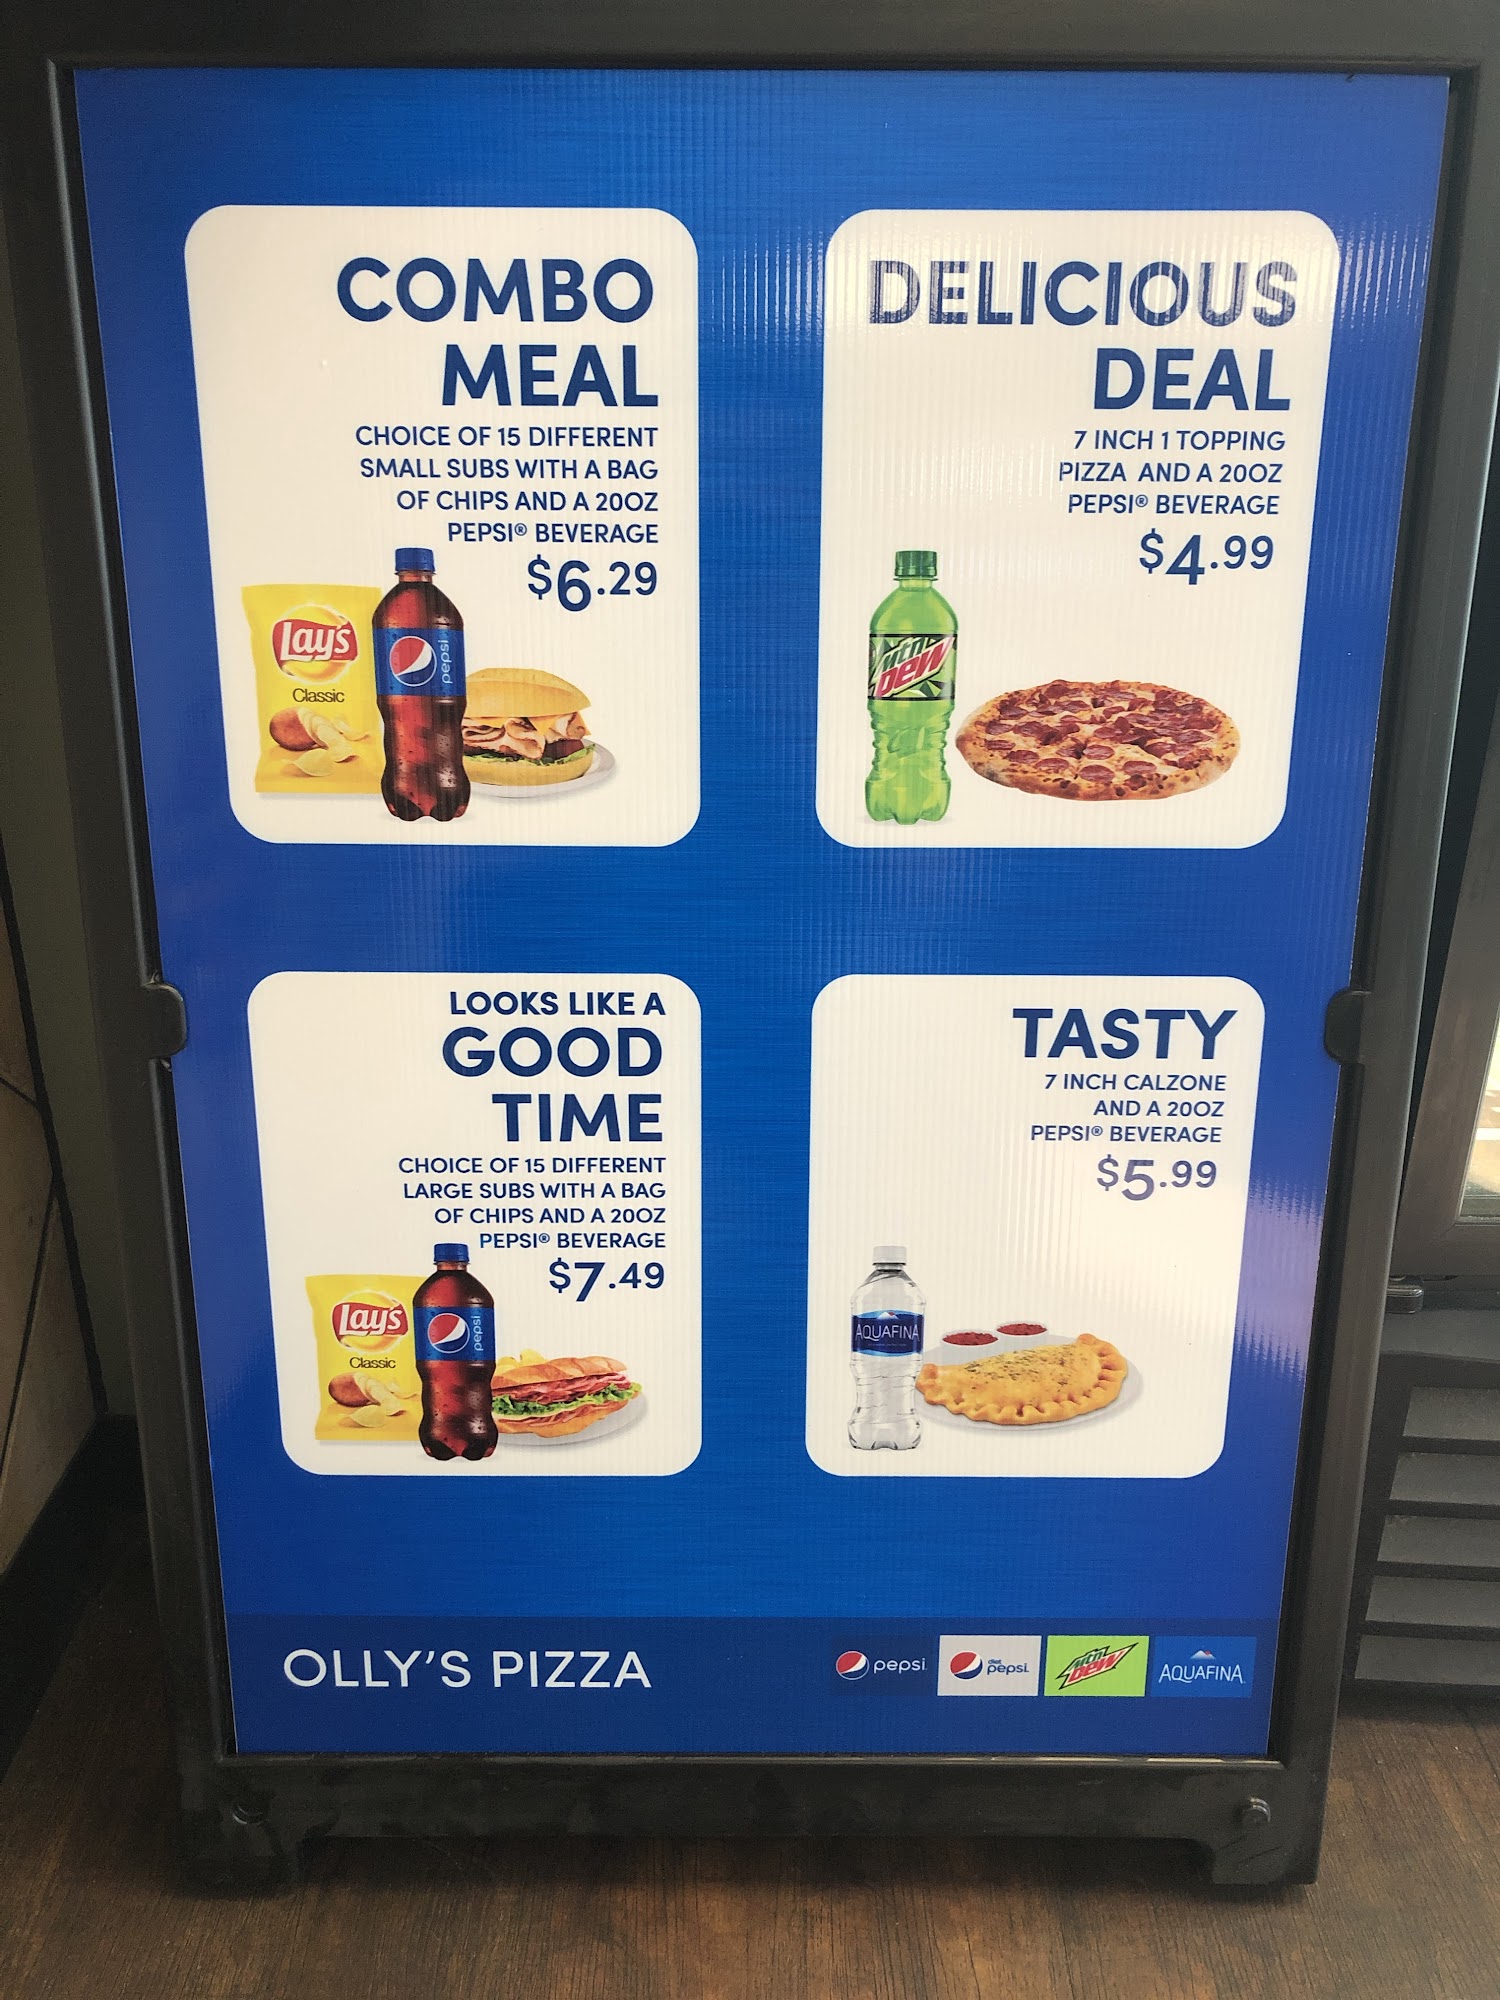 COMBO
MEAL
CHOICE OF 15 DIFFERENT
SMALL SUBS WITH A BAG
OF CHIPS AND A 20OZ
PEPSI® BEVERAGE
$6.29
Lay's
Classic
pepsi
DELICIOUS
DEAL
7 INCH 1 TOPPING
PIZZA AND A 20OZ
PEPSI® BEVERAGE
$4.99
Mtn
Dew
LOOKS LIKE A
GOOD
TIME
CHOICE OF 15 DIFFERENT
LARGE SUBS WITH A BAG
OF CHIPS AND A 20OZ
PEPSI® BEVERAGE
$7.49
Lay's
Classic
pepsi
TASTY
7 INCH CALZONE
AND A 20OZ
PEPSI® BEVERAGE
$5.99
AQUAFINA
OLLY'S PIZZA
pepsi
diet
pepsi
Mtn
Dew
AQUAFINA